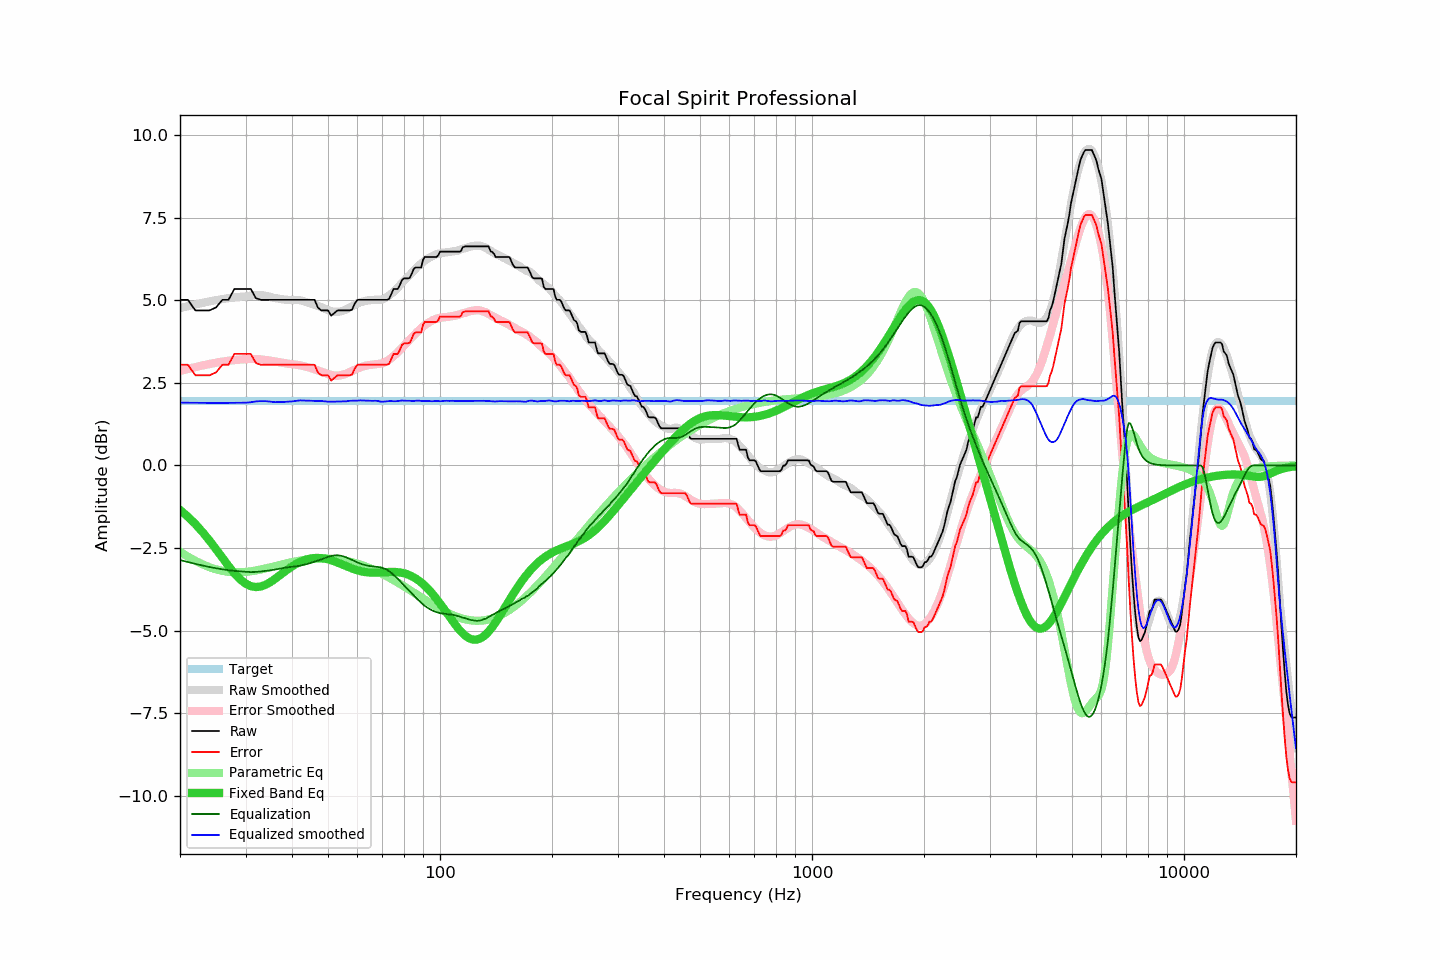 Focal Spirit Professional
Amplitude (dBr)
10.0
7.5
5.0
2.5
0.0
−2.5
−5.0
−7.5
−10.0
Target
Raw Smoothed
Error Smoothed
Raw
Error
Parametric Eq
Fixed Band Eq
Equalization
Equalized smoothed
100
1000
10000
Frequency (Hz)